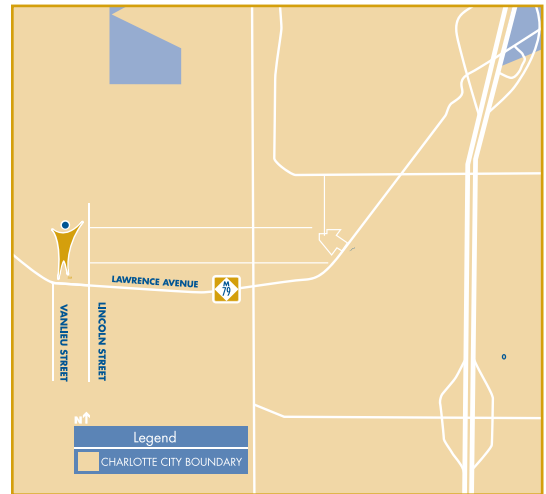 LAWRENCE AVENUE
M
79
VANLIEU STREET
LINCOLN STREET
N
Legend
CHARLOTTE CITY BOUNDARY